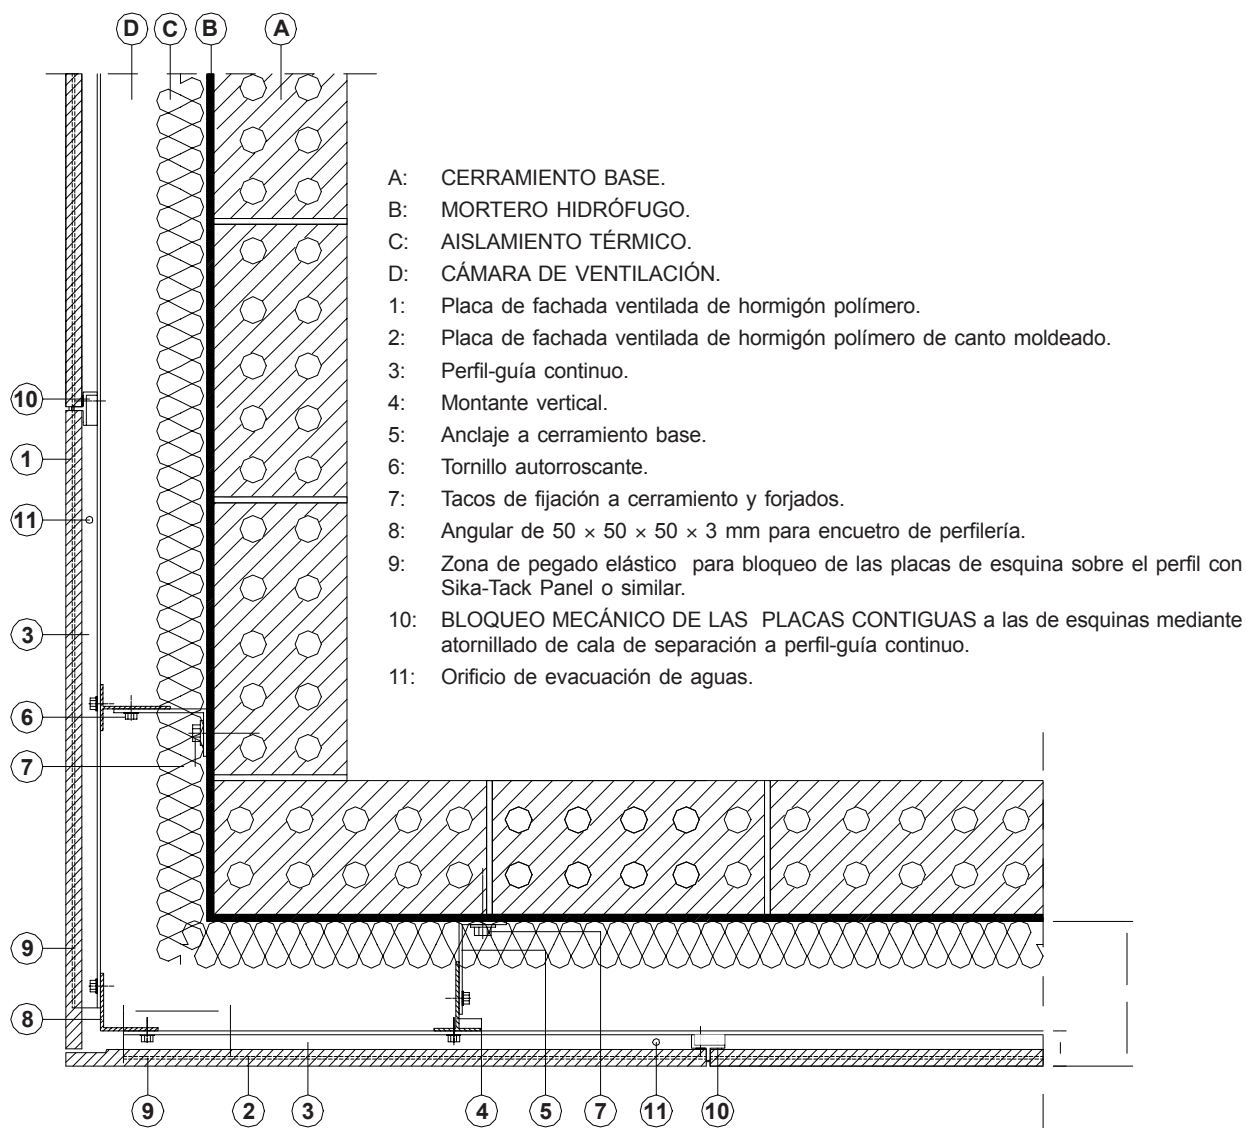 D C B A
A: CERRAMIENTO BASE.
B: MORTERO HIDRÓFUGO.
C: AISLAMIENTO TÉRMICO.
D: CÁMARA DE VENTILACIÓN.
1: Placa de fachada ventilada de hormigón polímero.
2: Placa de fachada ventilada de hormigón polímero de canto moldeado.
3: Perfil-guía continuo.
4: Montante vertical.
5: Anclaje a cerramiento base.
6: Tornillo autorroscante.
7: Tacos de fijación a cerramiento y forjados.
8: Angular de 50 × 50 × 50 × 3 mm para encuetro de perfilería.
9: Zona de pegado elástico para bloqueo de las placas de esquina sobre el perfil con
Sika-Tack Panel o similar.
10: BLOQUEO MECÁNICO DE LAS PLACAS CONTIGUAS a las de esquinas mediante
atornillado de cala de separación a perfil-guía continuo.
11: Orificio de evacuación de aguas.
10
1
11
3
6
7
9
8
9 2 3 4 5 7 11 10